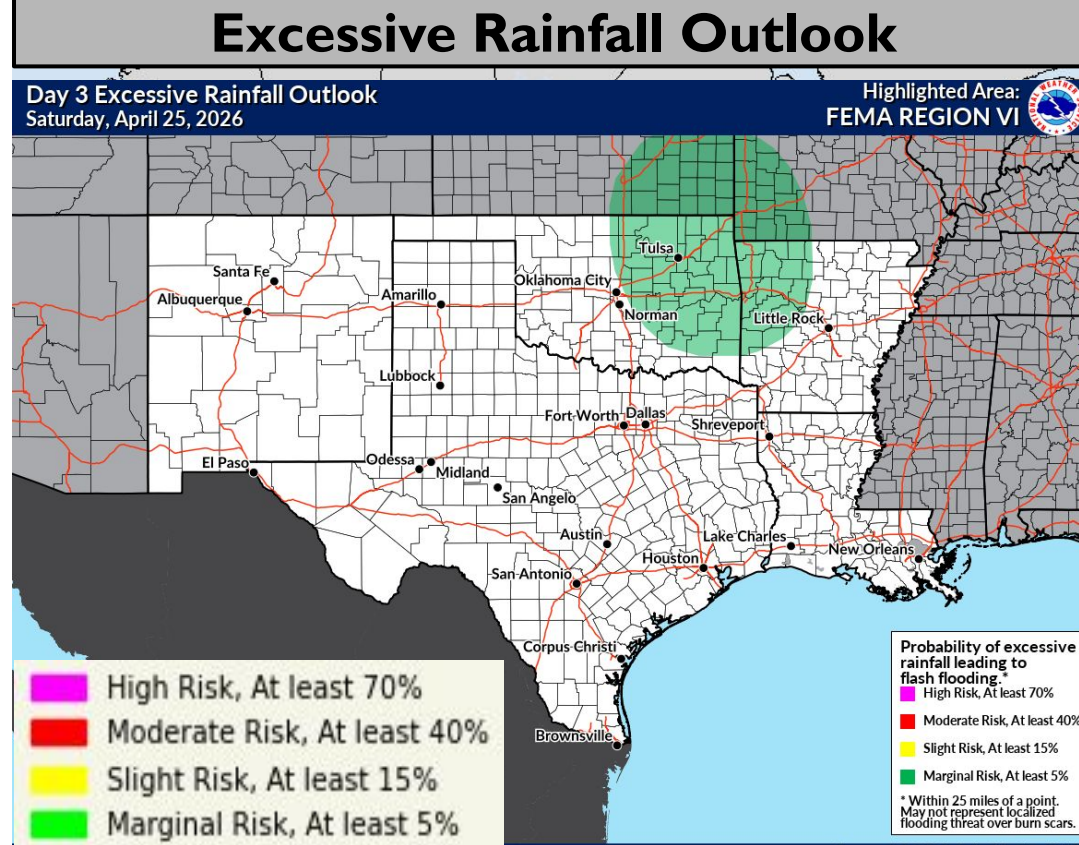 Excessive Rainfall Outlook
Day 3 Excessive Rainfall Outlook
Saturday, April 25, 2026
Highlighted Area:
FEMA REGION VI
NATIONAL WEATHER
Tulsa
Santa Fe
Oklahoma City
Albuquerque
Amarillo
Norman
Little Rock
Lubbock
Fort Worth
Dallas
Shreveport
El Paso
Odessa
Midland
San Angelo
Austin
Lake Charles
Houston
New Orleans
San Antonio
Corpus Christi
Brownsville
High Risk, At least 70%
Moderate Risk, At least 40%
Slight Risk, At least 15%
Marginal Risk, At least 5%
Probability of excessive
rainfall leading to
flash flooding.*
High Risk, At least 70%
Moderate Risk, At least 40%
Slight Risk, At least 15%
Marginal Risk, At least 5%
* Within 25 miles of a point.
May not represent localized
flooding threat over burn scars.